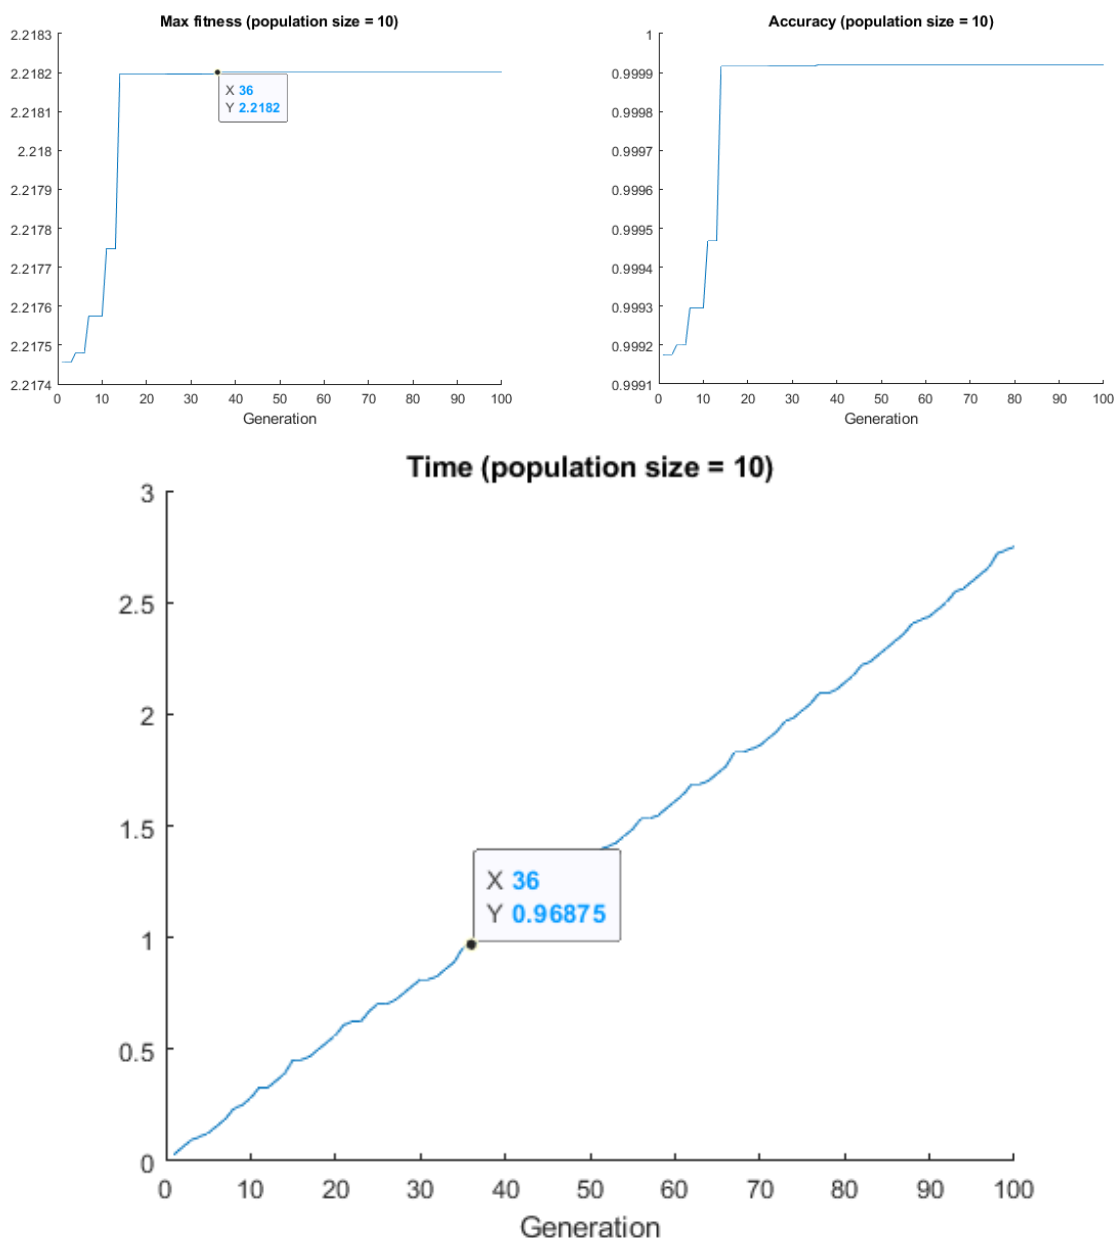 Max fitness (population size = 10)
2.2183
2.2182
2.2181
2.218
2.2179
2.2178
2.2177
2.2176
2.2175
2.2174
X 36
Y 2.2182
0 10 20 30 40 50 60 70 80 90 100
Generation
Accuracy (population size = 10)
1
0.9999
0.9998
0.9997
0.9996
0.9995
0.9994
0.9993
0.9992
0.9991
0 10 20 30 40 50 60 70 80 90 100
Generation
Time (population size = 10)
3
2.5
2
1.5
1
0.5
0
X 36
Y 0.96875
0 10 20 30 40 50 60 70 80 90 100
Generation